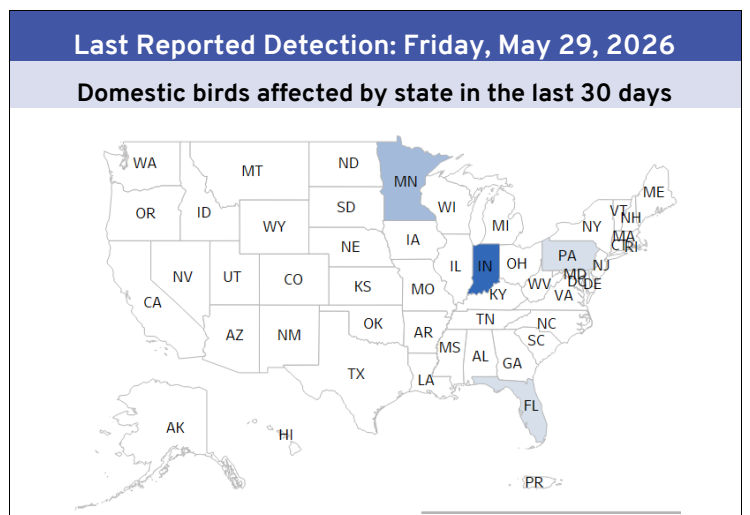 Last Reported Detection: Friday, May 29, 2026
Domestic birds affected by state in the last 30 days
WA
MT
ND
MN
ME
OR
ID
SD
WI
VT
NH
WY
MI
NY
MA
CT
RI
NE
IA
PA
NV
UT
CO
IL
IN
OH
NJ
MD
DC
DE
KS
MO
WV
VA
CA
KY
OK
TN
NC
AZ
NM
AR
MS
AL
GA
SC
TX
LA
FL
AK
HI
PR